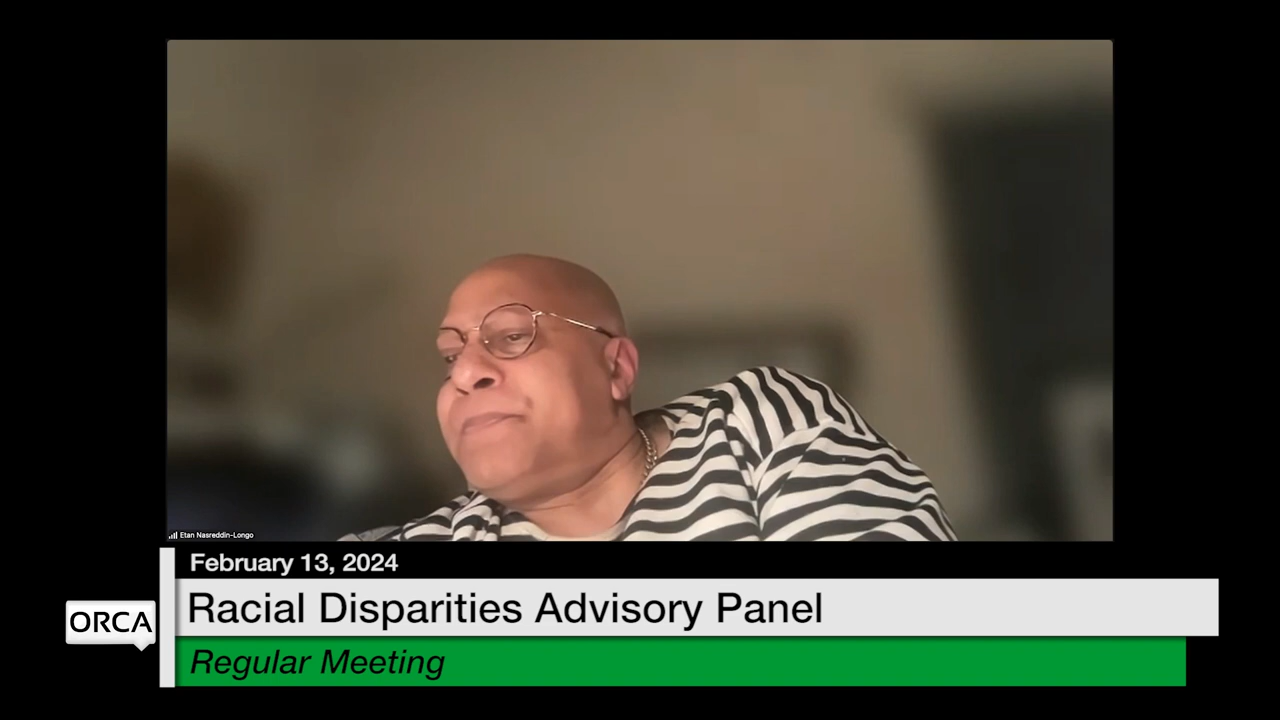 Etan Nasreddin-Longo
February 13, 2024
Racial Disparities Advisory Panel
ORCA
Regular Meeting